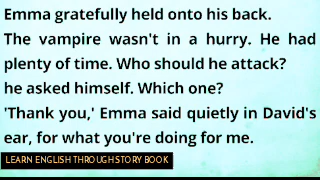 Emma gratefully held onto his back.
The vampire wasn't in a hurry. He had
plenty of time. Who should he attack?
he asked himself. Which one?
'Thank you,' Emma said quietly in David's
ear, for what you're doing for me.
LEARN ENGLISH THROUGH STORY BOOK